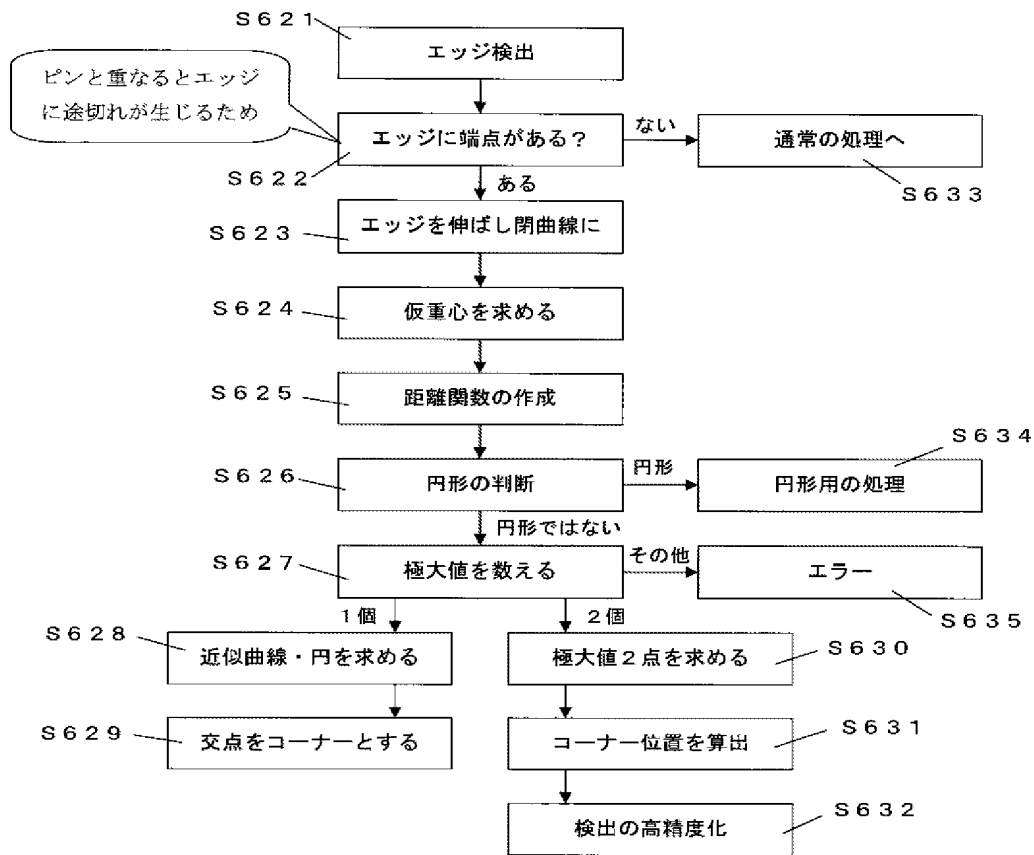 S621
エッジ検出
ピンと重なるとエッジ
に途切れが生じるため
エッジに端点がある?
ない
通常の処理へ
S622
ある
S633
S623
エッジを伸ばし閉曲線に
S624
仮重心を求める
S625
距離関数の作成
S634
S626
円形の判断
円形
円形用の処理
円形ではない
S627
極大値を数える
その他
エラー
1個
2個
S635
S628
近似曲線・円を求める
極大値2点を求める
S630
S629
交点をコーナーとする
コーナー位置を算出
S631
検出の高精度化
S632